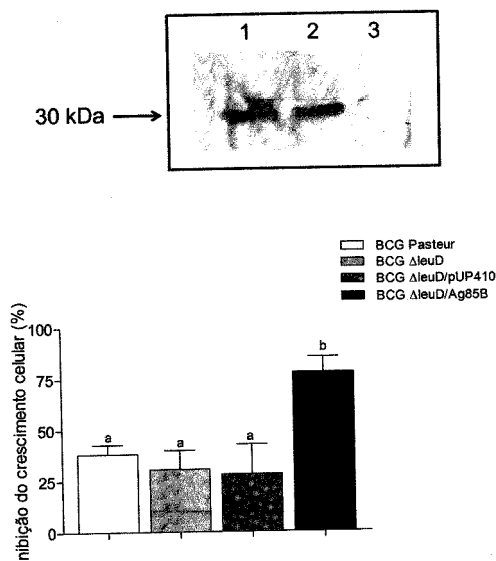 1 2 3
30 kDa
BCG Pasteur
BCG ΔleuD
BCG ΔleuD/pUP410
BCG ΔleuD/Ag85B
nibição do crescimento celular (%)
100
75
50
25
0
a a a b